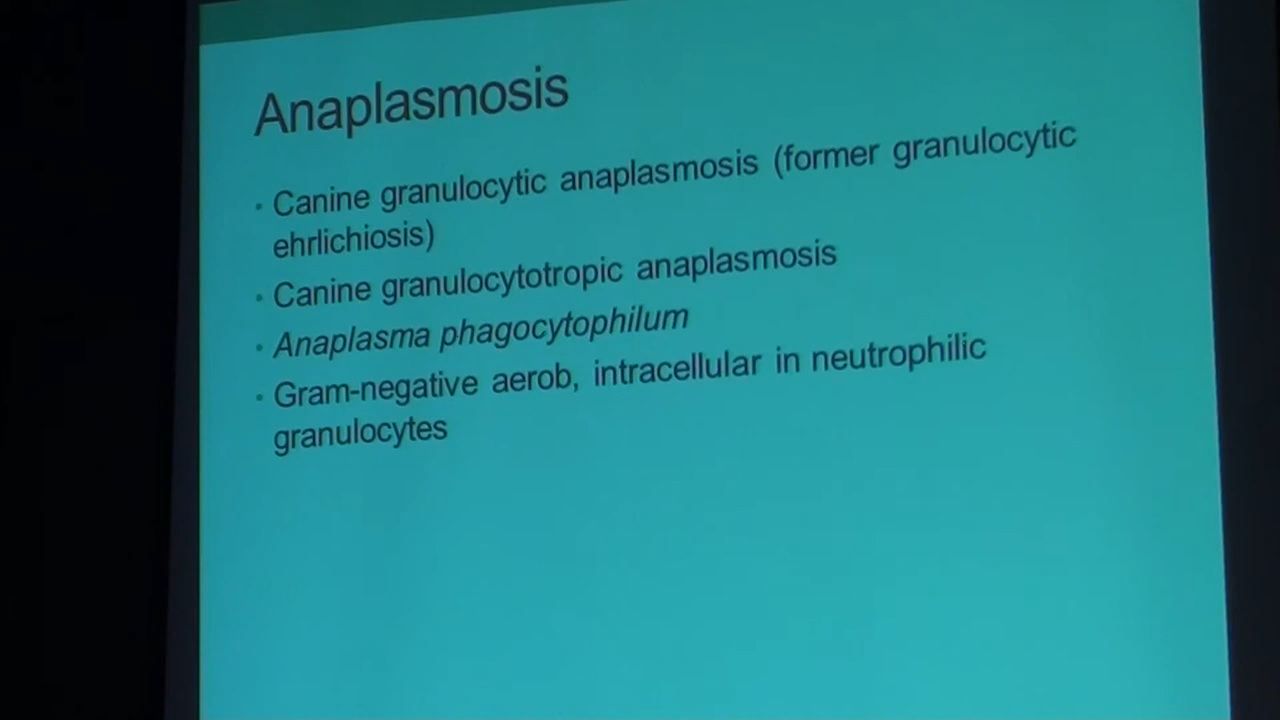 Anaplasmosis
• Canine granulocytic anaplasmosis (former granulocytic
ehrlichiosis)
• Canine granulocytotropic anaplasmosis
• Anaplasma phagocytophilum
• Gram-negative aerob, intracellular in neutrophilic
granulocytes